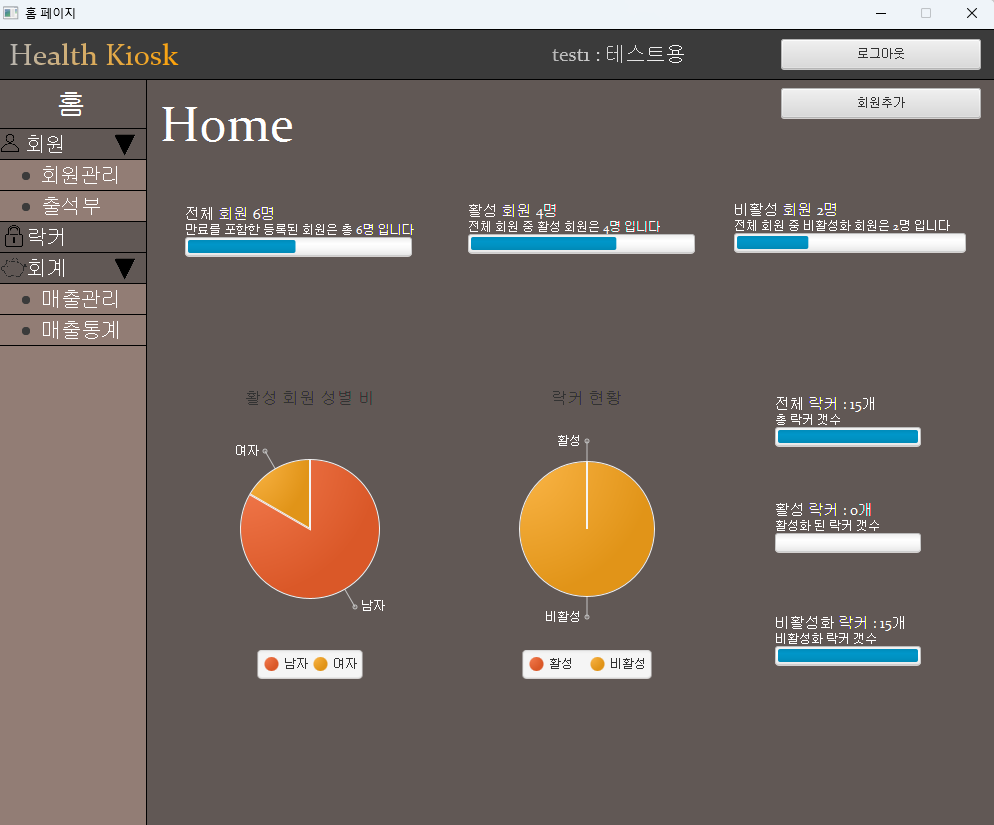 홈 페이지
Health Kiosk
test1 : 테스트용
로그아웃
홈
회원추가
Home
회원
회원관리
출석부
락커
회계
매출관리
매출통계
전체 회원 6명
만료를 포함한 등록된 회원은 총 6명 입니다
활성 회원 4명
전체 회원 중 활성 회원은 4명 입니다
비활성 회원 2명
전체 회원 중 비활성화 회원은 2명 입니다
활성 회원 성별 비
여자
남자
남자 여자
락커 현황
활성
비활성
활성 비활성
전체 락커 : 15개
총 락커 갯수
활성 락커 : 0개
활성화 된 락커 갯수
비활성화 락커 : 15개
비활성화 락커 갯수